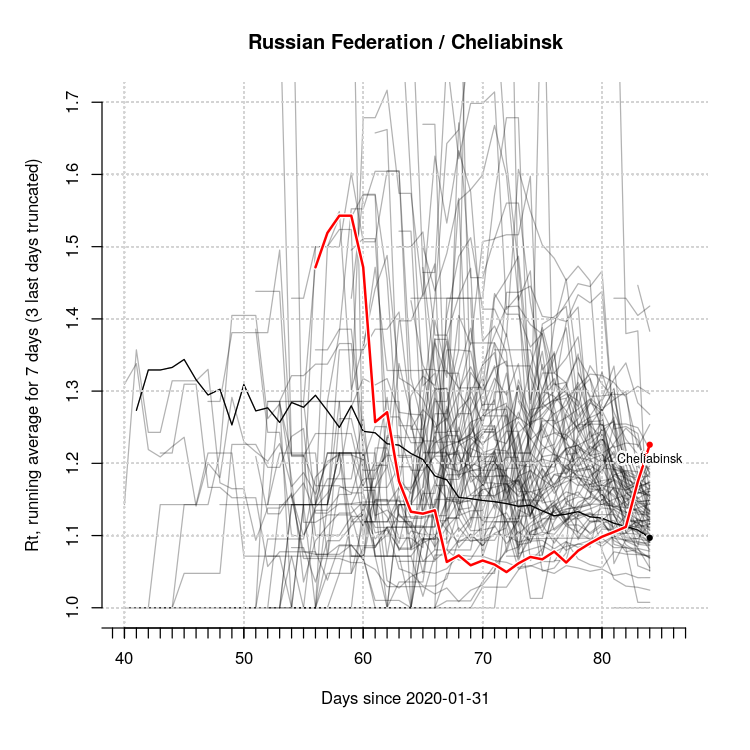 Russian Federation / Cheliabinsk
Rt, running average for 7 days (3 last days truncated)
1.7
1.6
1.5
1.4
1.3
1.2
1.1
1.0
Cheliabinsk
40 50 60 70 80
Days since 2020-01-31